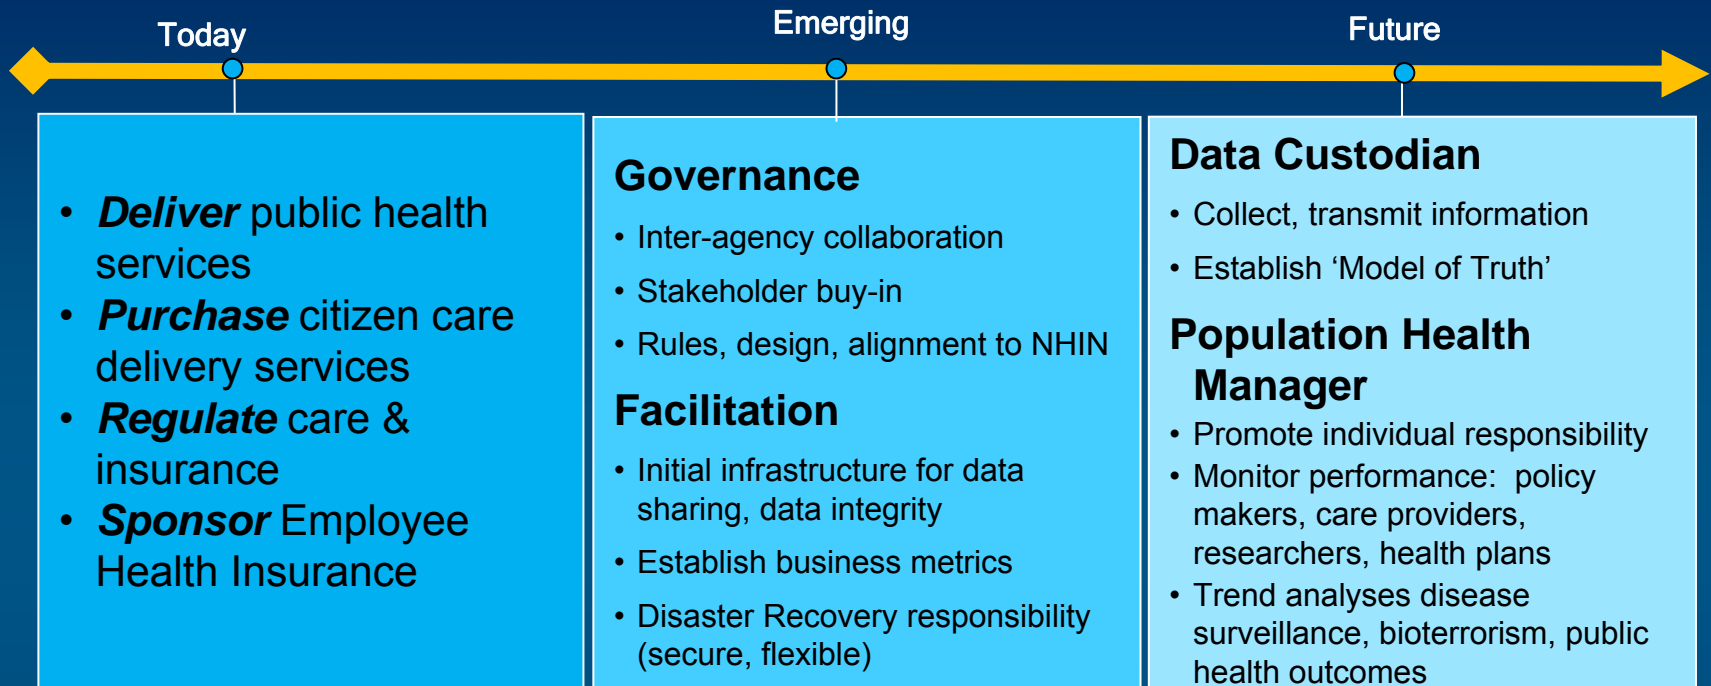 Today
Emerging
Future
• Deliver public health
services
• Purchase citizen care
delivery services
• Regulate care &
insurance
• Sponsor Employee
Health Insurance
Governance
• Inter-agency collaboration
• Stakeholder buy-in
• Rules, design, alignment to NHIN
Facilitation
• Initial infrastructure for data
sharing, data integrity
• Establish business metrics
• Disaster Recovery responsibility
(secure, flexible)
Data Custodian
• Collect, transmit information
• Establish ‘Model of Truth’
Population Health
Manager
• Promote individual responsibility
• Monitor performance: policy
makers, care providers,
researchers, health plans
• Trend analyses disease
surveillance, bioterrorism, public
health outcomes